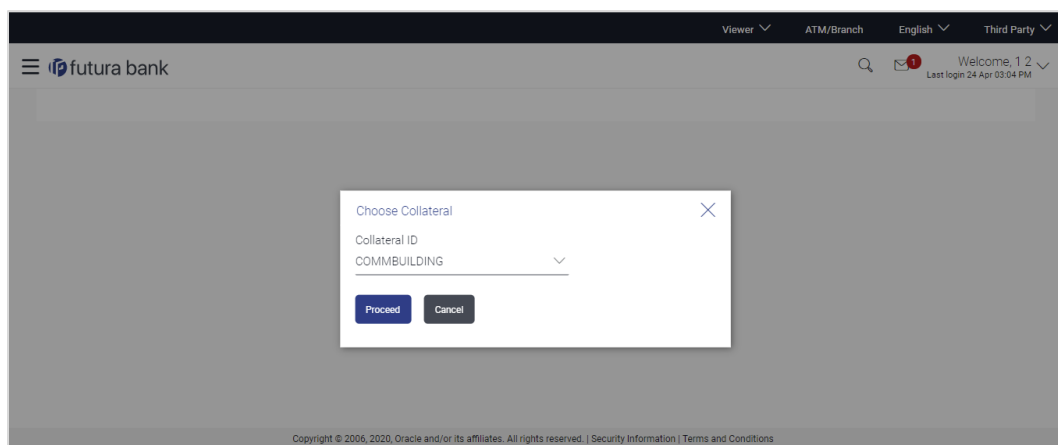 Viewer ATM/Branch English Third Party
futura bank 1 Welcome, 1 2
Last login 24 Apr 03:04 PM
Choose Collateral
Collateral ID
COMMBUILDING
Proceed Cancel
Copyright © 2006, 2020, Oracle and/or its affiliates. All rights reserved. | Security Information | Terms and Conditions